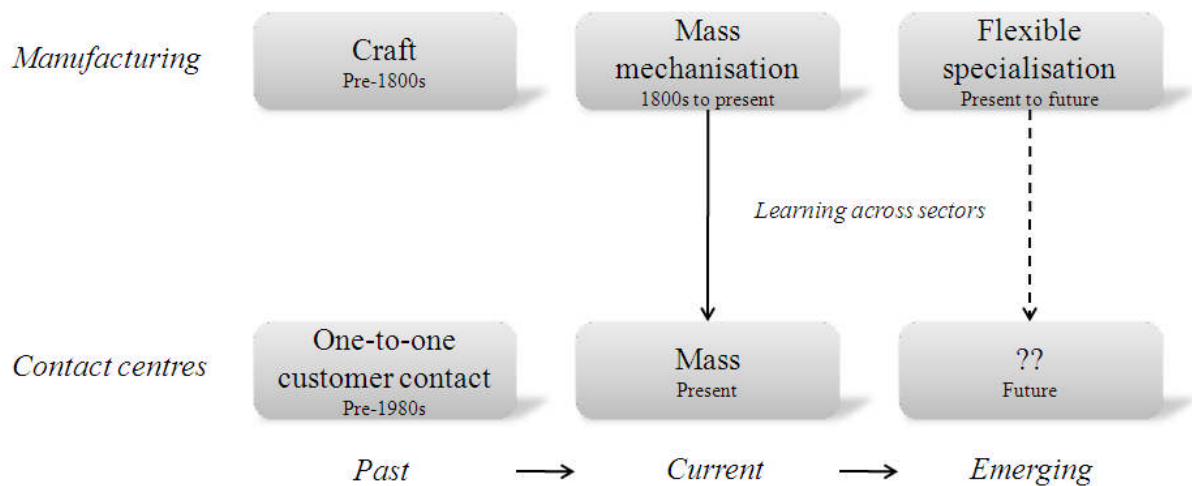 Manufacturing
Craft
Pre-1800s
Mass
mechanisation
1800s to present
Flexible
specialisation
Present to future
Learning across sectors
Contact centres
One-to-one
customer contact
Pre-1980s
Mass
Present
??
Future
Past
Current
Emerging